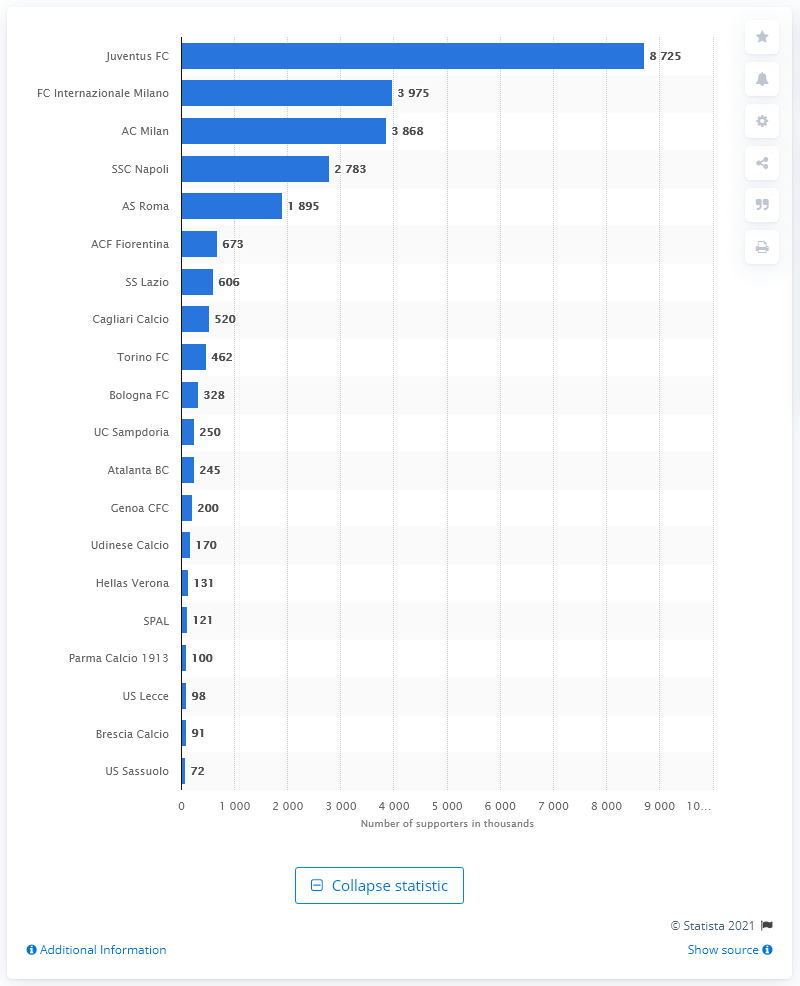 Juventus FC 8 725
FC Internazionale Milano 3 975
AC Milan 3 868
SSC Napoli 2 783
AS Roma 1 895
ACF Fiorentina 673
SS Lazio 606
Cagliari Calcio 520
Torino FC 462
Bologna FC 328
UC Sampdoria 250
Atalanta BC 245
Genoa CFC 200
Udinese Calcio 170
Hellas Verona 131
SPAL 121
Parma Calcio 1913 100
US Lecce 98
Brescia Calcio 91
US Sassuolo 72
0 1 000 2 000 3 000 4 000 5 000 6 000 7 000 8 000 9 000 10...
Number of supporters in thousands
Collapse statistic
© Statista 2021
Additional Information Show source